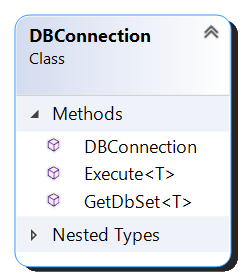 DBConnection
Class
Methods
DBConnection
Execute<T>
GetDbSet<T>
Nested Types